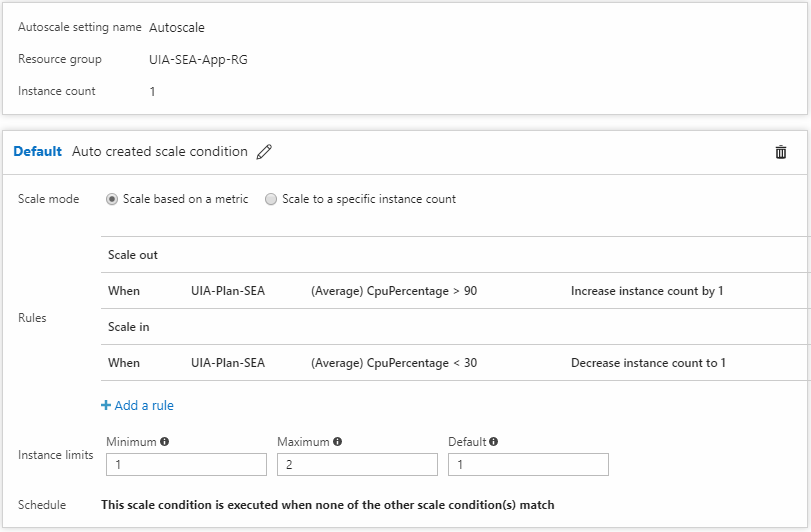 Autoscale setting name Autoscale
Resource group UIA-SEA-App-RG
Instance count 1
Default Auto created scale condition
Scale mode Scale based on a metric Scale to a specific instance count
Scale out
When UIA-Plan-SEA (Average) CpuPercentage > 90 Increase instance count by 1
Rules
Scale in
When UIA-Plan-SEA (Average) CpuPercentage < 30 Decrease instance count to 1
+ Add a rule
Minimum Maximum Default
Instance limits 1 2 1
Schedule This scale condition is executed when none of the other scale condition(s) match